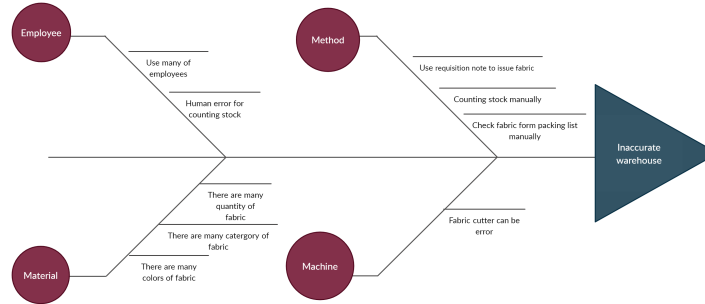 Employee
Use many of
employees
Human error for
counting stock
Method
Use requisition note to issue fabric
Counting stock manually
Check fabric form packing list
manually
Inaccurate
warehouse
There are many
quantity of
fabric
There are many catergory of
fabric
There are many
colors of fabric
Material
Fabric cutter can be
error
Machine